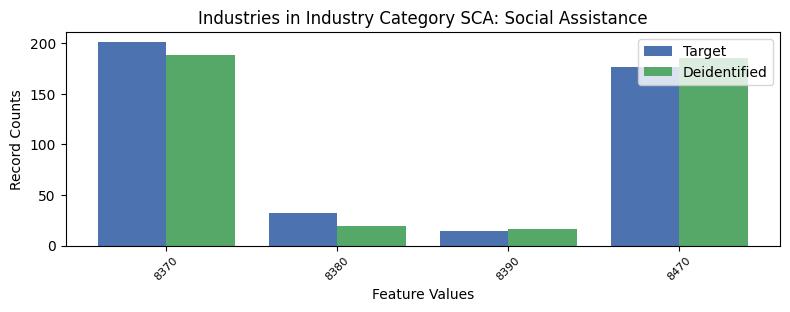 Industries in Industry Category SCA: Social Assistance
Target
Deidentified
Record Counts
200
150
100
50
0
8370
8380
8390
8470
Feature Values